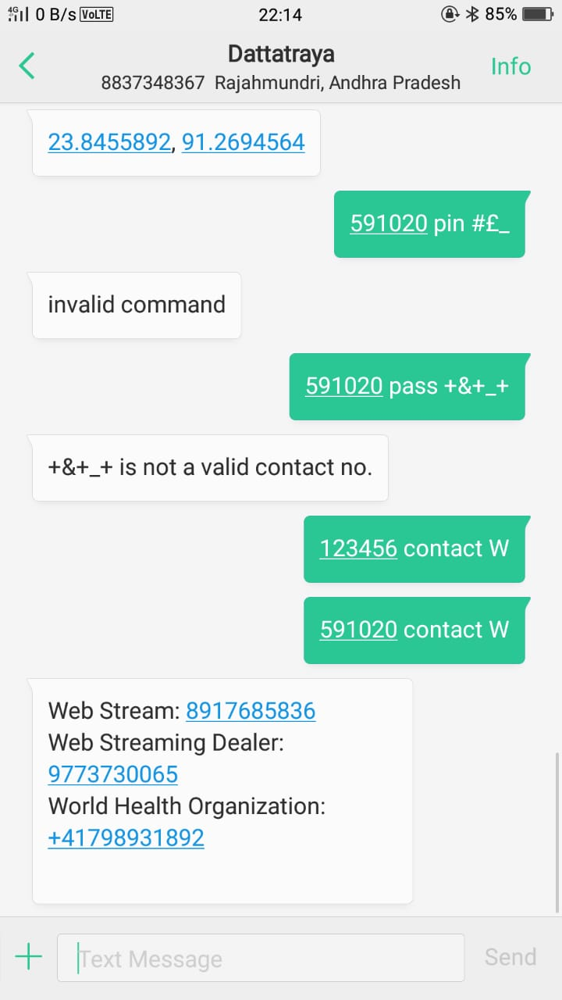 4G 0 B/s VoLTE 22:14 85%
Dattatraya
8837348367 Rajahmundri, Andhra Pradesh
Info
23.8455892, 91.2694564
591020 pin #£_
invalid command
591020 pass +&+_+
+&+_+ is not a valid contact no.
123456 contact W
591020 contact W
Web Stream: 8917685836
Web Streaming Dealer:
9773730065
World Health Organization:
+41798931892
Text Message
Send